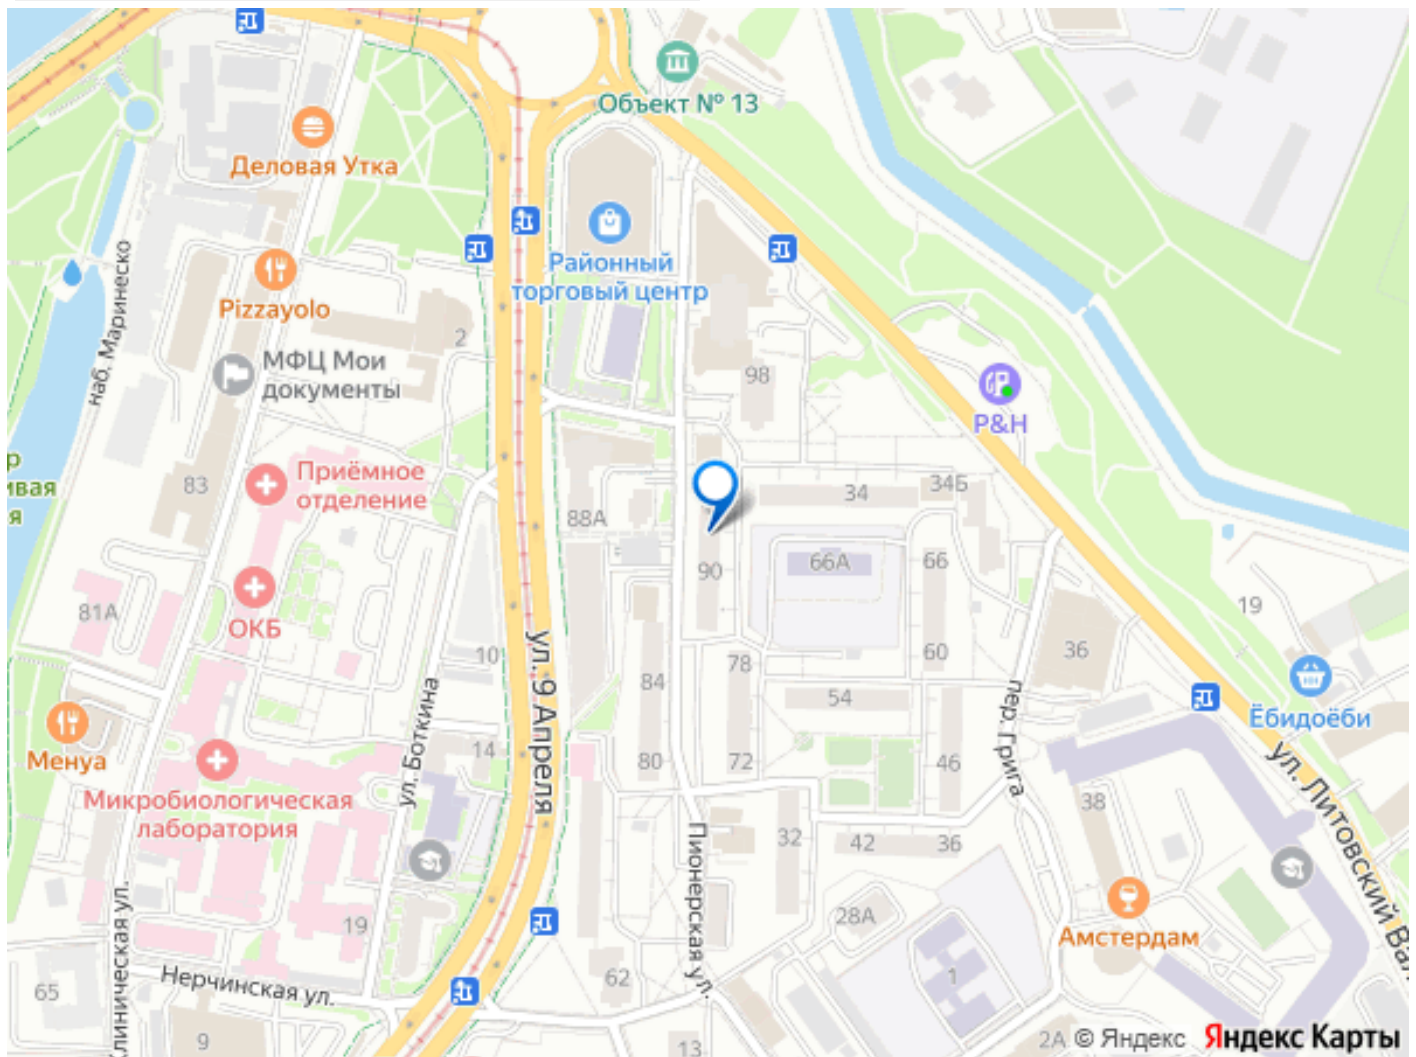 Объект № 13
Деловая Утка
наб. Маринеско
Районный
торговый центр
Pizzayolo
2
МФЦ Мои
документы
98
P&H
р
ивая
я
Приёмное
отделение
83
34
34Б
88А
90
66А
66
81А
ОКБ
19
ул. 9 Апреля
10
78
60
36
84
54
пер. Грига
Ёбидоёби
ул. Боткина
14
80
72
46
Менуа
Микробиологическая
лаборатория
ул. Литовский Вал
38
Пионерская ул.
32
42
36
Клиническая ул.
19
28А
Амстердам
Нерчинская ул.
62
1
65
9
13
2А
© Яндекс Яндекс Карты